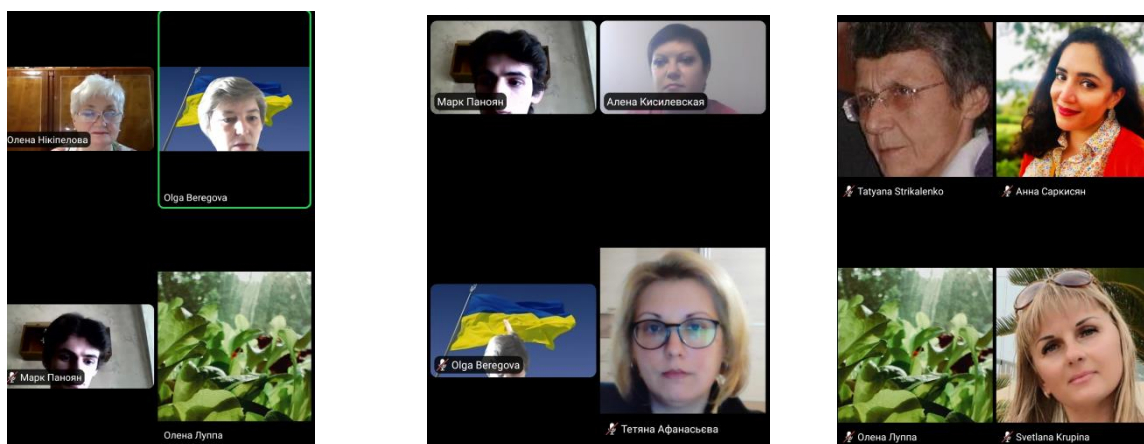 Олена Нікіпелова
Olga Beregova
Марк Паноян
Олена Луппа
Марк Паноян
Алена Кисилевская
Olga Beregova
Тетяна Афанасьєва
Tatyana Strikalenko
Анна Саркисян
Олена Луппа
Svetlana Krupina